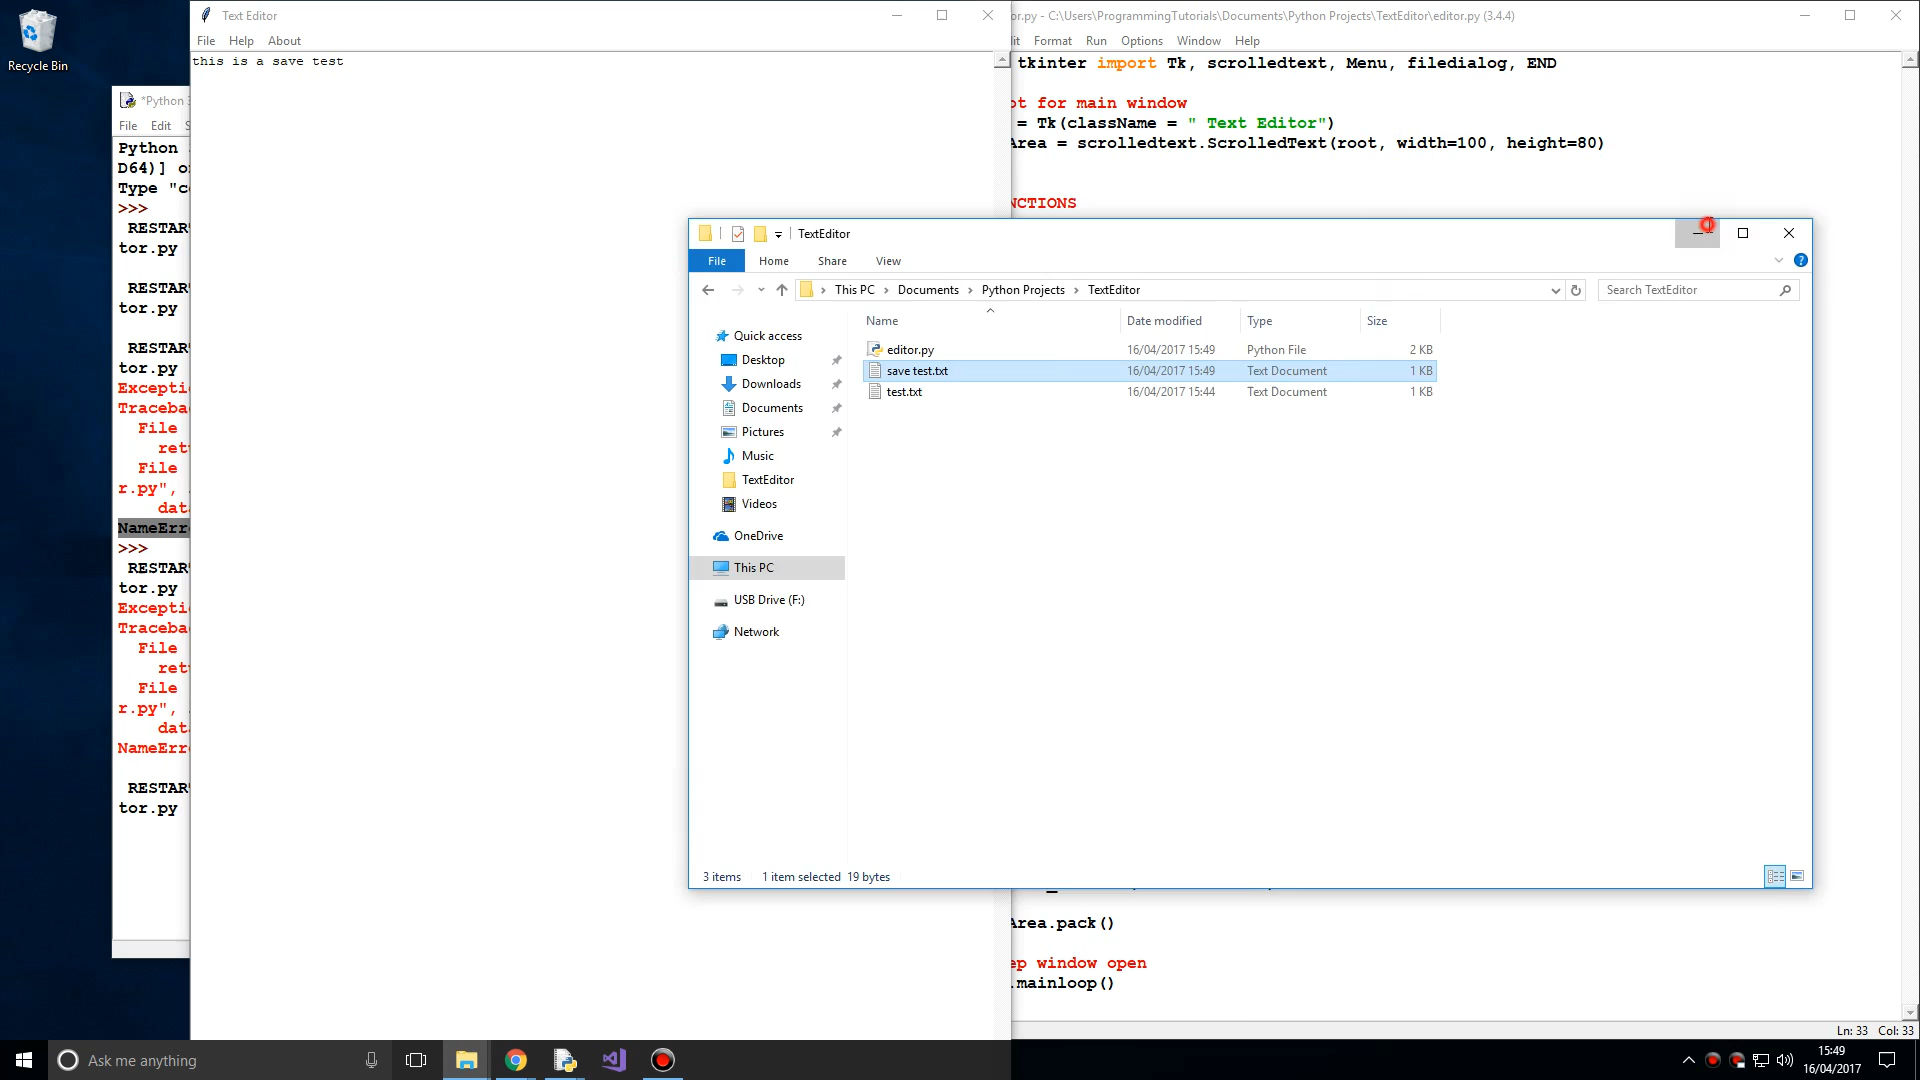 Recycle Bin
Text Editor
File Help About
this is a save test
*Python 3
File Edit S
Python
D64)] o
Type "c
>>>
RESTAR
tor.py
RESTAR
tor.py
RESTAR
tor.py
Excepti
Traceba
File
ret
File
r.py",
dat
NameErr
>>>
RESTAR
tor.py
Excepti
Traceba
File
ret
File
r.py",
dat
NameErr
RESTAR
tor.py
or.py - C:\Users\ProgrammingTutorials\Documents\Python Projects\TextEditor\editor.py (3.4.4)
it Format Run Options Window Help
tkinter import Tk, scrolledtext, Menu, filedialog, END
ot for main window
= Tk(className = " Text Editor")
Area = scrolledtext.ScrolledText(root, width=100, height=80)
NCTIONS
TextEditor
File Home Share View
This PC Documents Python Projects TextEditor
Search TextEditor
Name Date modified Type Size
editor.py 16/04/2017 15:49 Python File 2 KB
save test.txt 16/04/2017 15:49 Text Document 1 KB
test.txt 16/04/2017 15:44 Text Document 1 KB
Quick access
Desktop
Downloads
Documents
Pictures
Music
TextEditor
Videos
OneDrive
This PC
USB Drive (F:)
Network
3 items 1 item selected 19 bytes
Area.pack()
ep window open
.mainloop()
Ln: 33 Col: 33
Ask me anything
15:49
16/04/2017